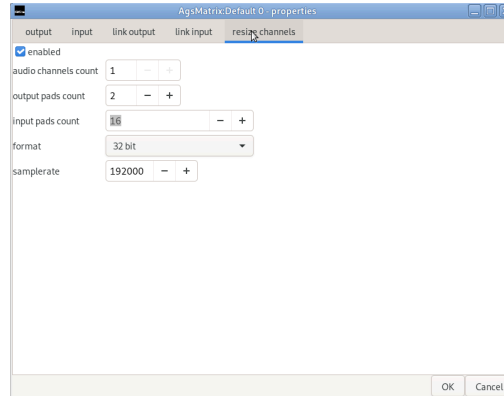 AgsMatrix:Default 0 - properties
output input link output link input resize channels
enabled
audio channels count 1 − +
output pads count 2 − +
input pads count 16 − +
format 32 bit
samplerate 192000 − +
OK Cancel